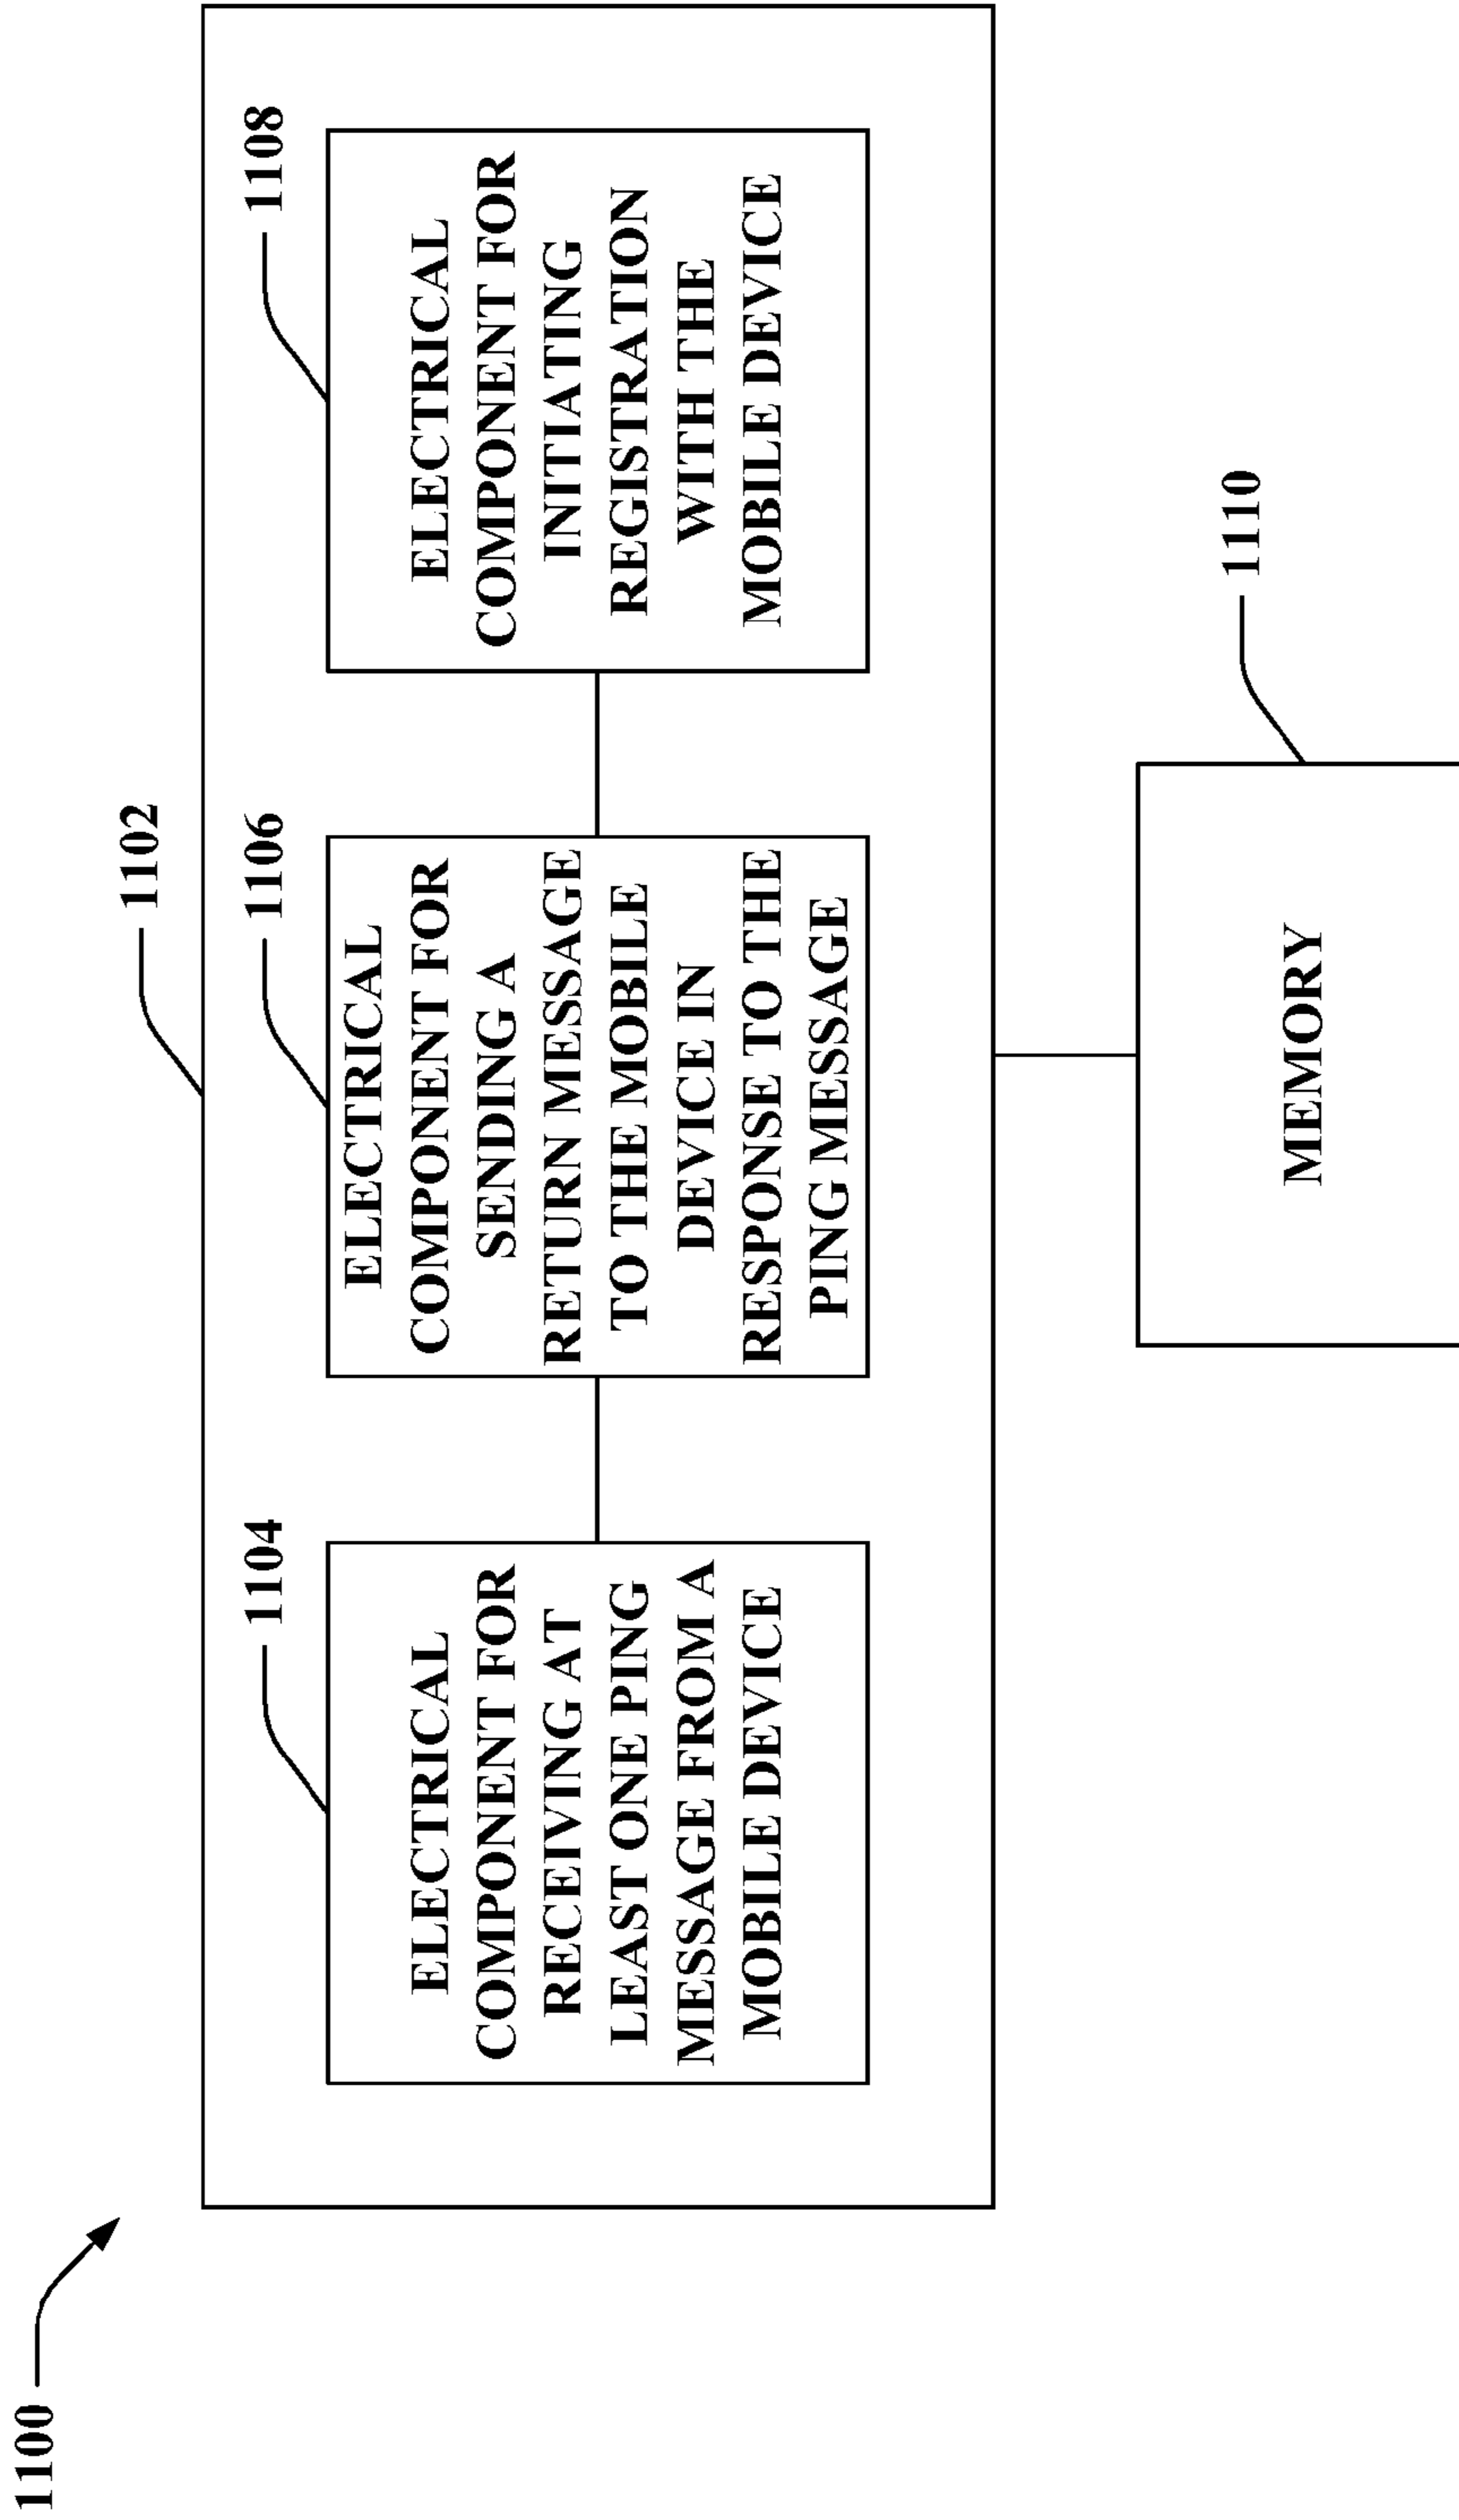 1100
1102
1104
ELECTRICAL
COMPONENT FOR
RECEIVING AT
LEAST ONE PING
MESSAGE FROM A
MOBILE DEVICE
1106
ELECTRICAL
COMPONENT FOR
SENDING A
RETURN MESSAGE
TO THE MOBILE
DEVICE IN
RESPONSE TO THE
PING MESSAGE
1108
ELECTRICAL
COMPONENT FOR
INITIATING
REGISTRATION
WITH THE
MOBILE DEVICE
1110
MEMORY